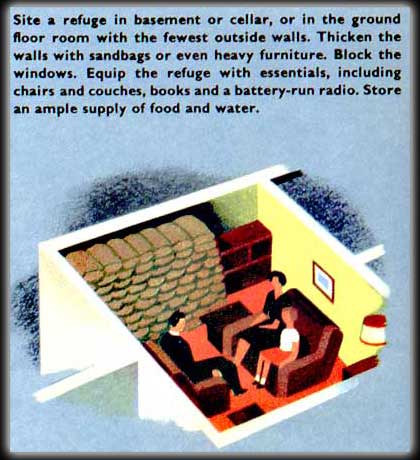 Site a refuge in basement or cellar, or in the ground
floor room with the fewest outside walls. Thicken the
walls with sandbags or even heavy furniture. Block the
windows. Equip the refuge with essentials, including
chairs and couches, books and a battery-run radio. Store
an ample supply of food and water.